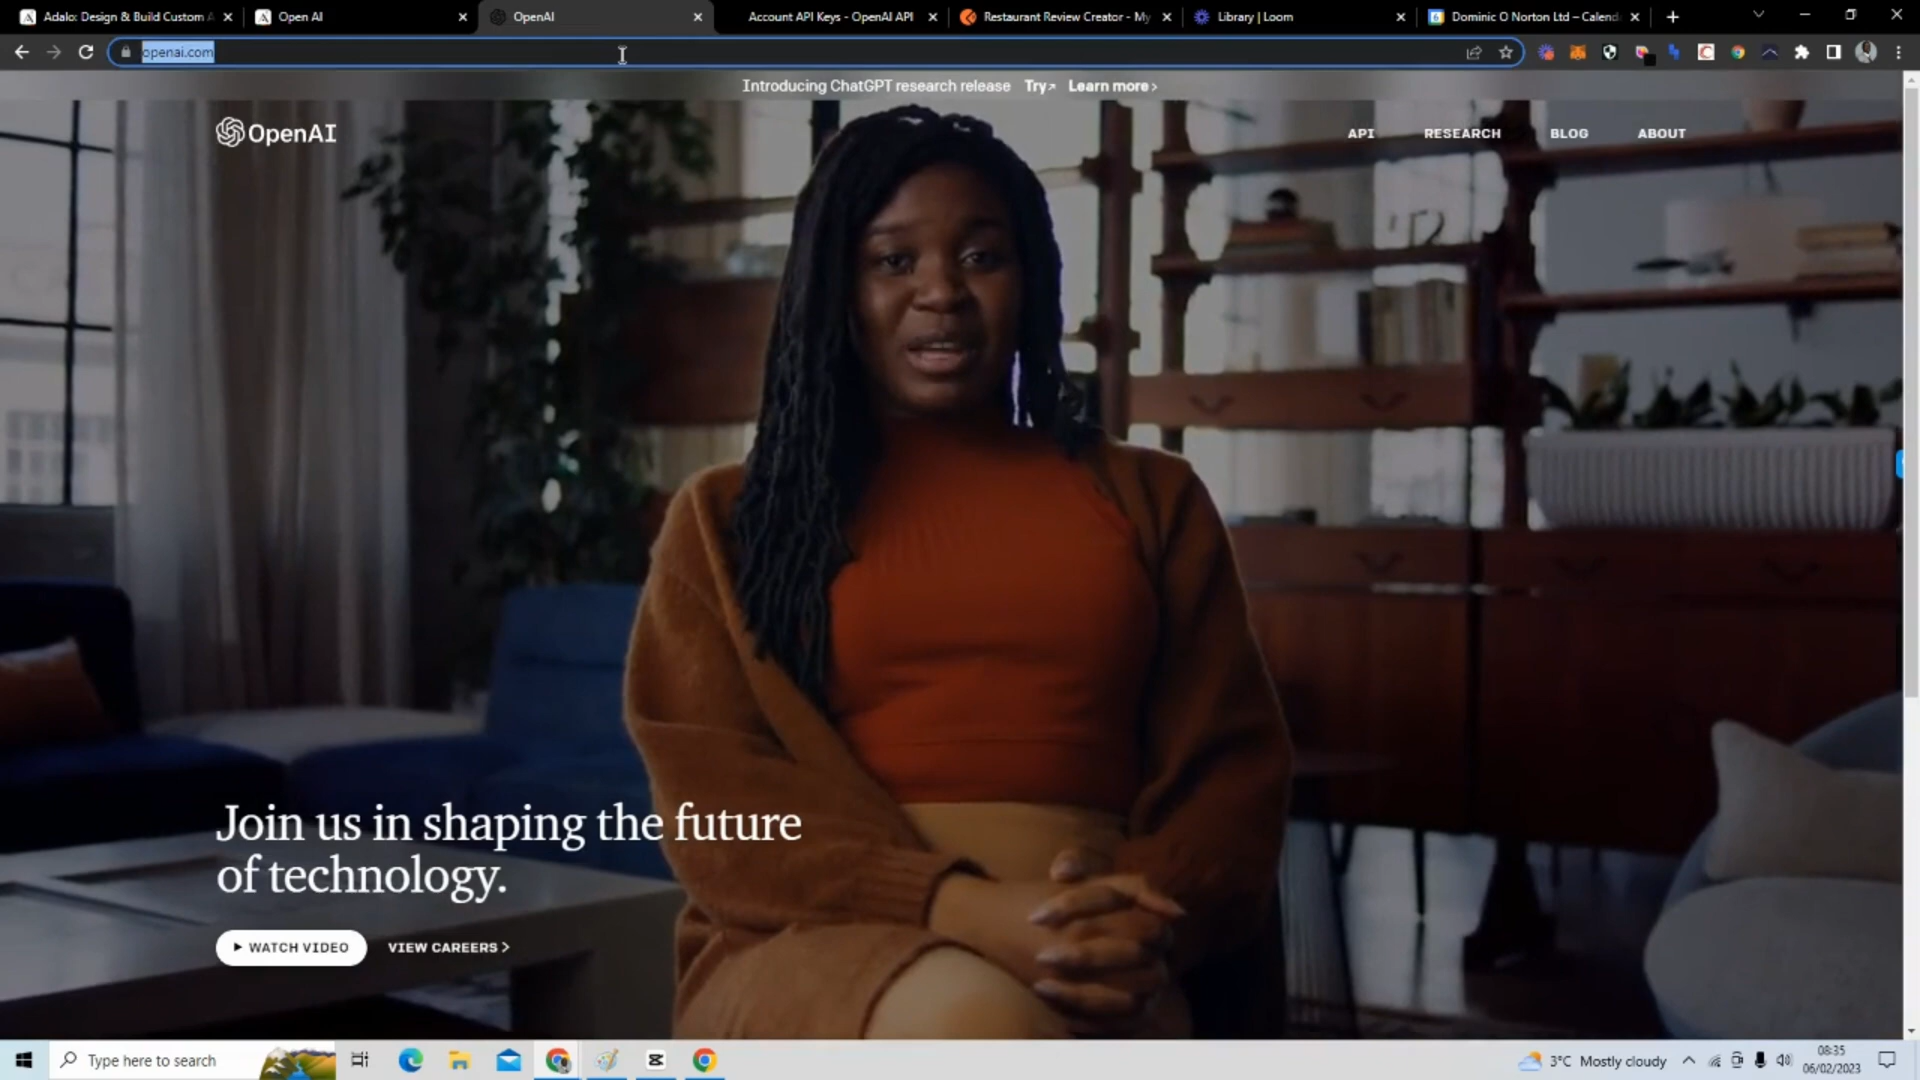 Adalo: Design & Build Custom A
Open AI
OpenAI
Account API Keys - OpenAI API
Restaurant Review Creator - My
Library | Loom
Dominic O Norton Ltd – Calend
openai.com
Introducing ChatGPT research release Try↗ Learn more >
OpenAI
API RESEARCH BLOG ABOUT
Join us in shaping the future
of technology.
WATCH VIDEO VIEW CAREERS >
Type here to search
3°C Mostly cloudy
08:35
06/02/2023